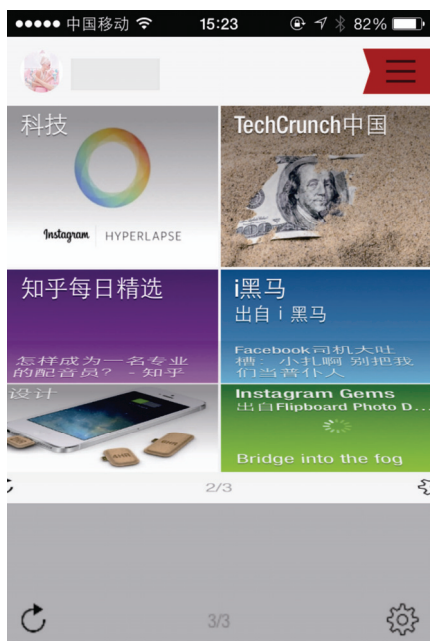 中国移动 15:23 82%
科技
Instagram HYPERLAPSE
TechCrunch中国
知乎每日精选
怎样成为一名专业
的配音员？ - 知乎
i黑马
出自 i 黑马
Facebook司机大吐
槽： 小扎啊 别把我
们当普仆人
设计
Instagram Gems
出自Flipboard Photo D...
Bridge into the fog
2/3
3/3